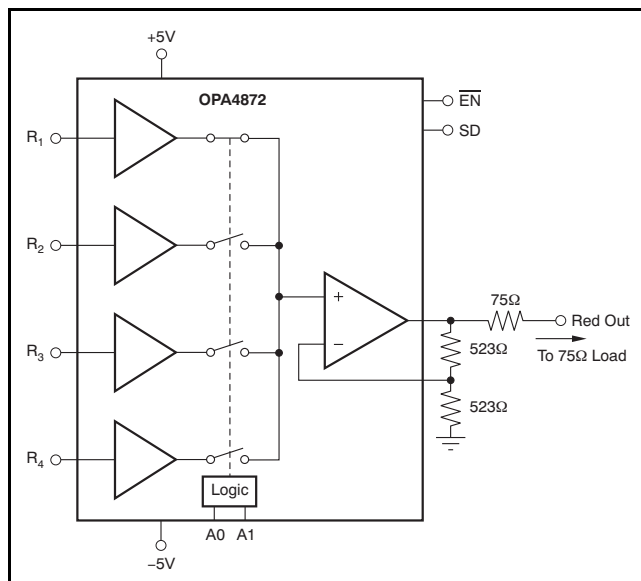 +5V
OPA4872
EN
SD
R1
R2
R3
R4
+
−
75Ω
Red Out
To 75Ω Load
523Ω
523Ω
Logic
A0 A1
−5V